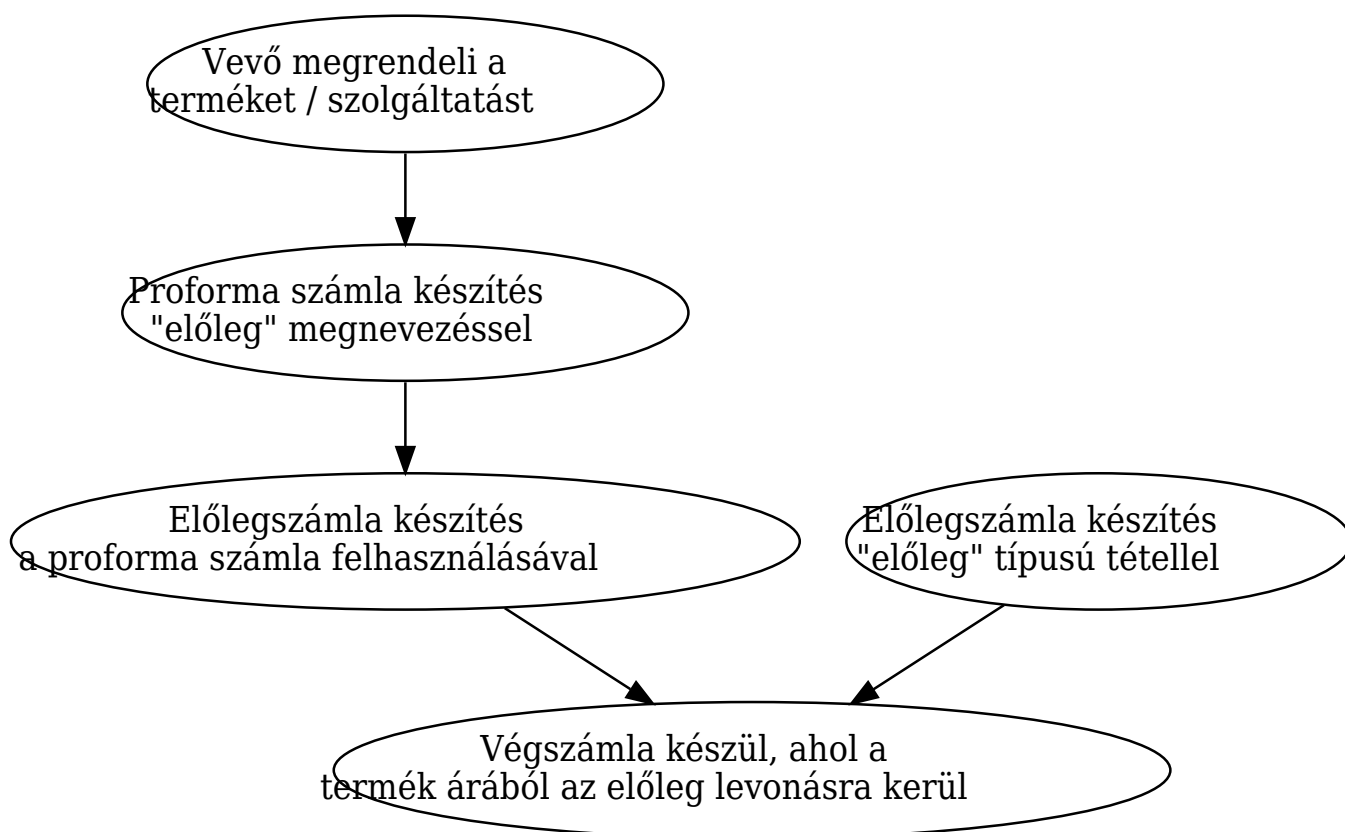 Vevő megrendeli a
terméket / szolgáltatást
Proforma számla készítés
"előleg" megnevezéssel
Előlegszámla készítés
a proforma számla felhasználásával
Előlegszámla készítés
"előleg" típusú tétellel
Végszámla készül, ahol a
termék árából az előleg levonásra kerül